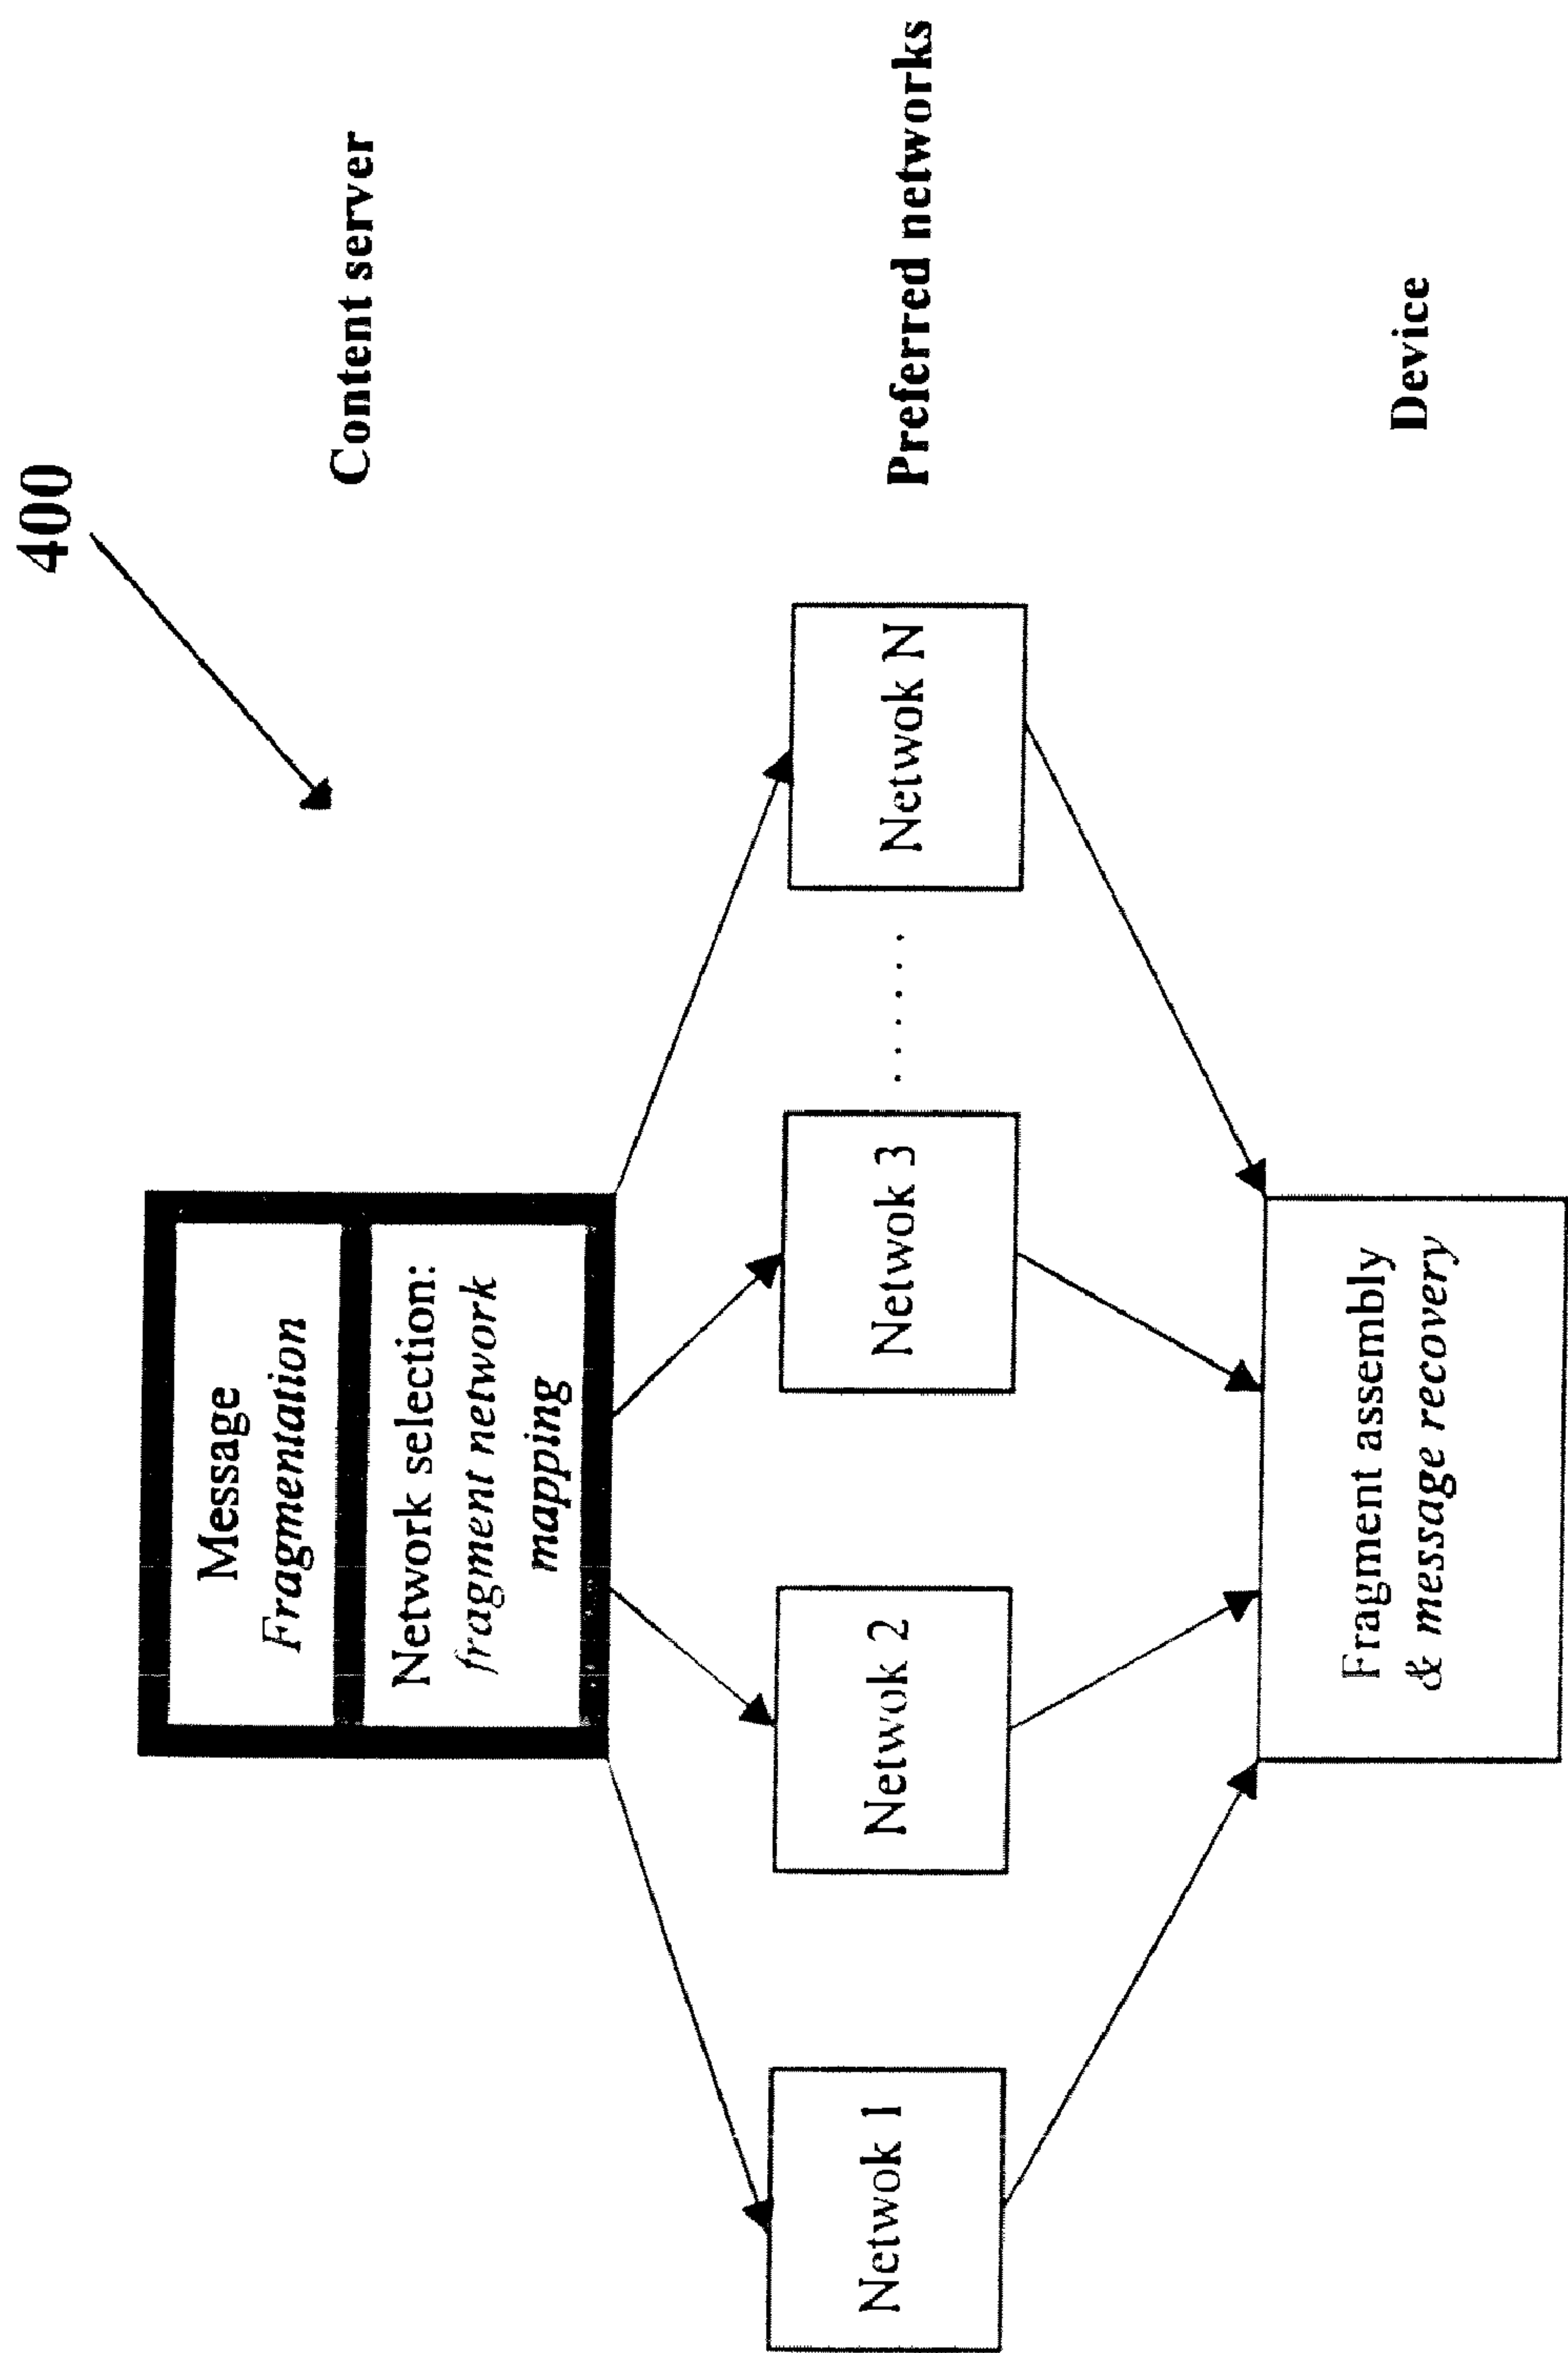 400
Content server
Message
Fragmentation
Network selection:
fragment network
mapping
Preferred networks
Netwok 1
Netwok 2
Netwok 3
.......
Netwok N
Device
Fragment assembly
& message recovery